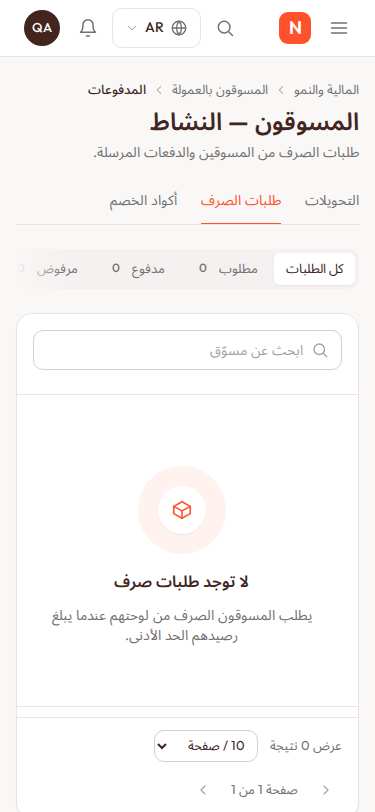 N
AR
QA
المالية والنمو
المسوقون بالعمولة
المدفوعات
المسوقون — النشاط
طلبات الصرف من المسوقين والدفعات المرسلة.
التحويلات
طلبات الصرف
أكواد الخصم
كل الطلبات
مطلوب 0
مدفوع 0
مرفوض 0
ابحث عن مسوّق
لا توجد طلبات صرف
يطلب المسوقون الصرف من لوحتهم عندما يبلغ
رصيدهم الحد الأدنى.
عرض 0 نتيجة
10 / صفحة
صفحة 1 من 1